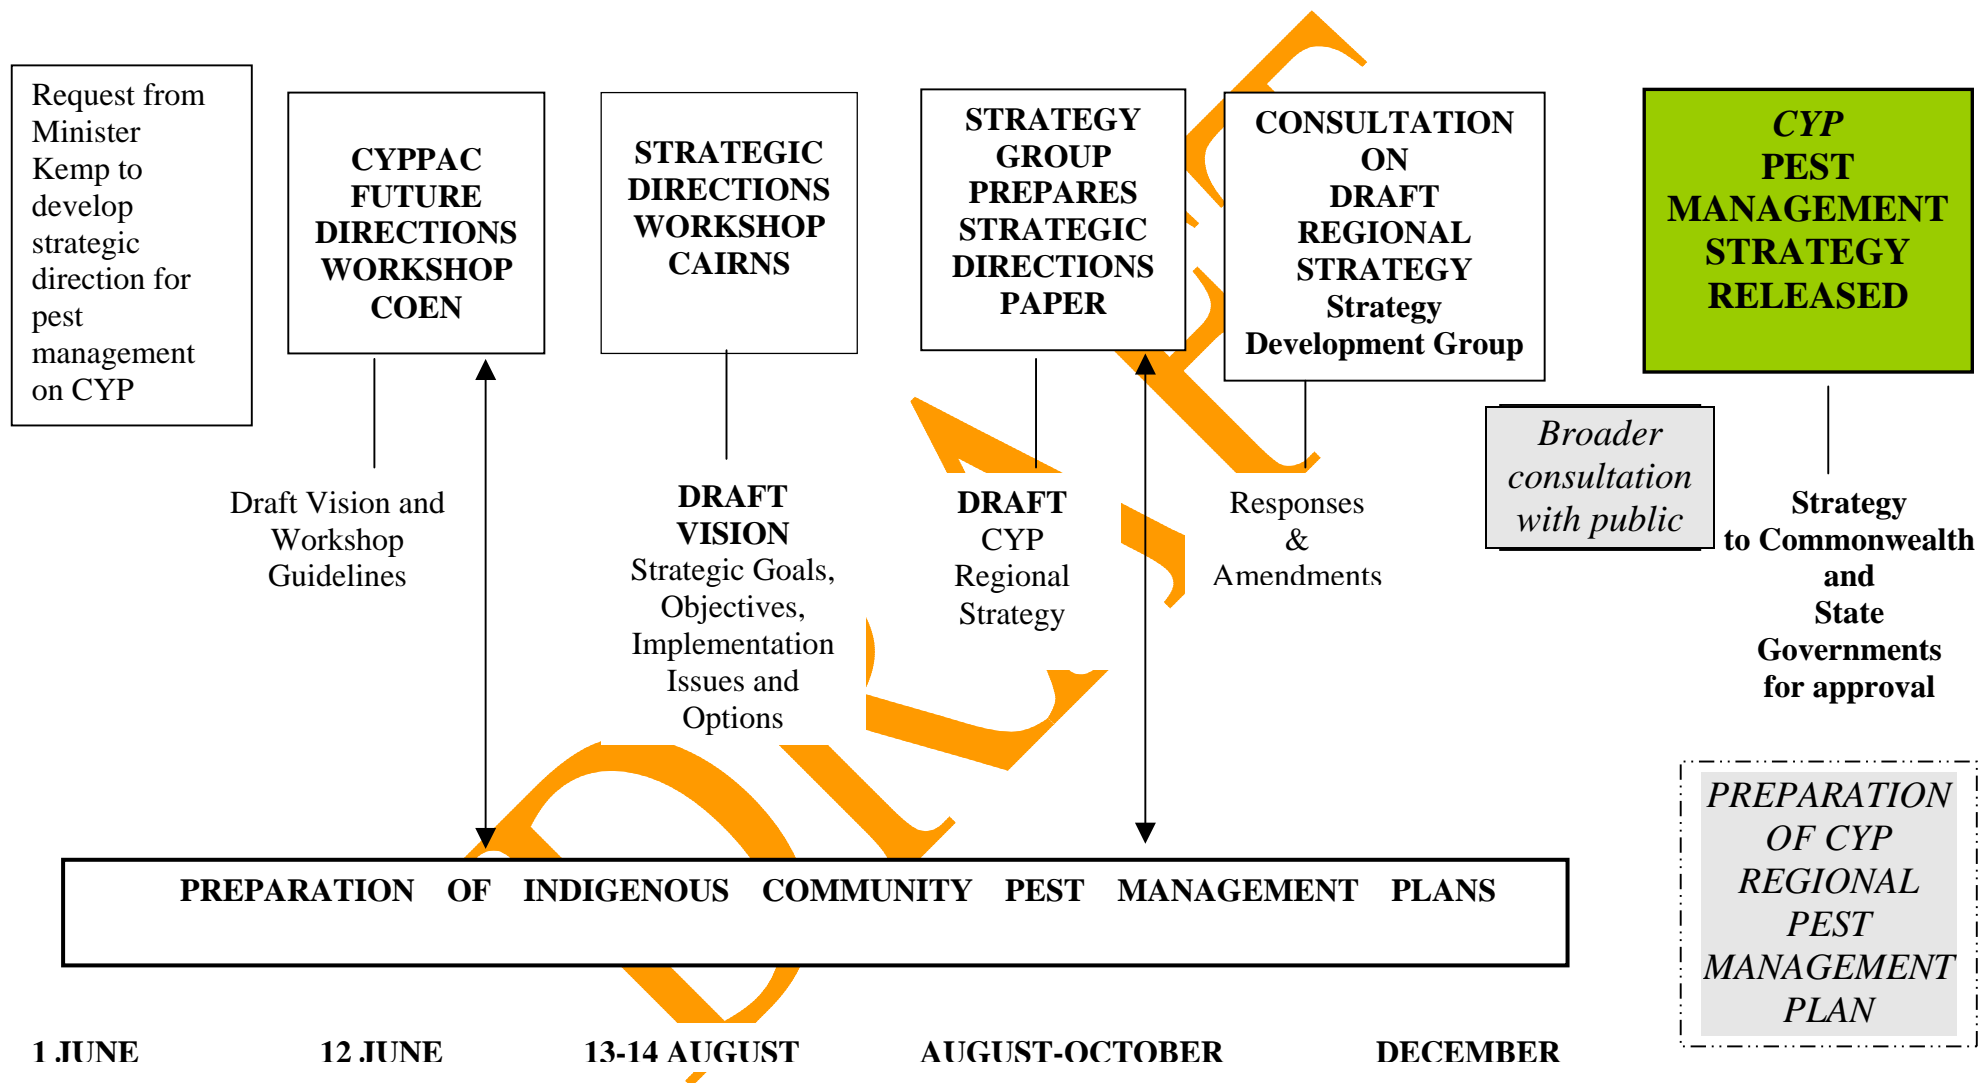 Request from
Minister
Kemp to
develop
strategic
direction for
pest
management
on CYP
CYPPAC
FUTURE
DIRECTIONS
WORKSHOP
COEN
STRATEGIC
DIRECTIONS
WORKSHOP
CAIRNS
STRATEGY
GROUP
PREPARES
STRATEGIC
DIRECTIONS
PAPER
CONSULTATION
ON
DRAFT
REGIONAL
STRATEGY
Strategy
Development Group
CYP
PEST
MANAGEMENT
STRATEGY
RELEASED
Draft Vision and
Workshop
Guidelines
DRAFT
VISION
Strategic Goals,
Objectives,
Implementation
Issues and
Options
DRAFT
CYP
Regional
Strategy
Responses
&
Amendments
Broader
consultation
with public
Strategy
to Commonwealth
and
State
Governments
for approval
PREPARATION OF INDIGENOUS COMMUNITY PEST MANAGEMENT PLANS
PREPARATION
OF CYP
REGIONAL
PEST
MANAGEMENT
PLAN
1 JUNE 12 JUNE 13-14 AUGUST AUGUST-OCTOBER DECEMBER
DRAFT